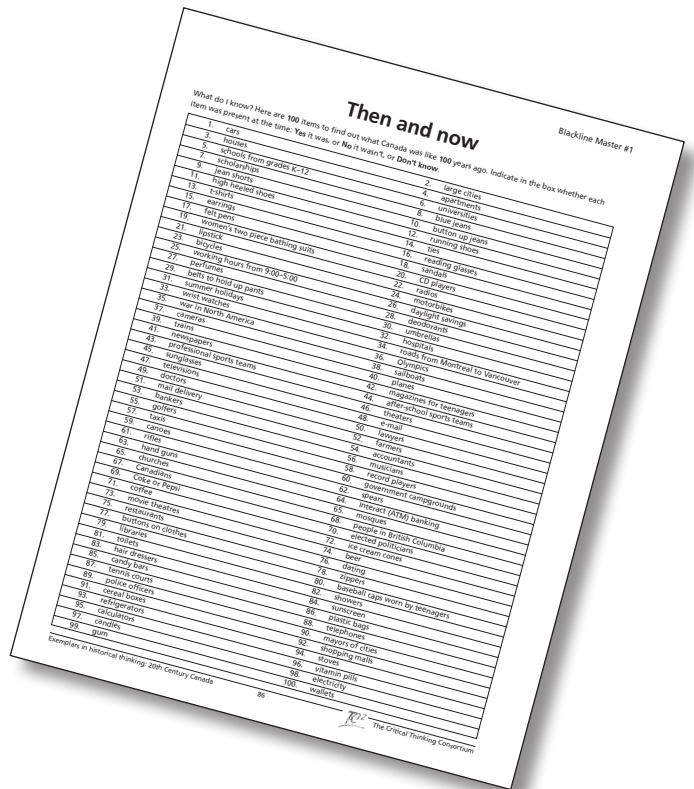 Blackline Master #1
Then and now
What do I know? Here are 100 items to find out what Canada was like 100 years ago. Indicate in the box whether each
item was present at the time: Yes it was, or No it wasn't, or Don't know.
1. cars 2. large cities
3. houses 4. apartments
5. schools from grades K–12 6. universities
7. scholarships 8. blue jeans
9. jean shorts 10. button up jeans
11. high heeled shoes 12. running shoes
13. t-shirts 14. ties
15. earrings 16. reading glasses
17. felt pens 18. sandals
19. women's two piece bathing suits 20. CD players
21. lipstick 22. radios
23. bicycles 24. motorbikes
25. working hours from 9:00–5:00 26. daylight savings
27. perfumes 28. deodorants
29. belts to hold up pants 30. umbrellas
31. summer holidays 32. hospitals
33. wrist watches 34. roads from Montreal to Vancouver
35. war in North America 36. Olympics
37. cameras 38. sailboats
39. trains 40. planes
41. newspapers 42. magazines for teenagers
43. professional sports teams 44. after-school sports teams
45. sunglasses 46. theaters
47. televisions 48. e-mail
49. doctors 50. lawyers
51. mail delivery 52. farmers
53. bankers 54. accountants
55. golfers 56. musicians
57. taxis 58. record players
59. canoes 60. government campgrounds
61. rifles 62. spears
63. hand guns 64. Interact (ATM) banking
65. churches 65. mosques
67. Canadians 68. people in British Columbia
69. Coke or Pepsi 70. elected politicians
71. coffee 72. ice cream cones
73. movie theatres 74. beer
75. restaurants 76. dating
77. buttons on clothes 78. zippers
79. libraries 80. baseball caps worn by teenagers
81. toilets 82. showers
83. hair dressers 84. sunscreen
85. candy bars 86. plastic bags
87. tennis courts 88. telephones
89. police officers 90. mayors of cities
91. cereal boxes 92. shopping malls
93. refrigerators 94. stoves
95. calculators 96. vitamin pills
97. candles 98. electricity
99. gum 100. wallets
Exemplars in historical thinking: 20th Century Canada 86 TC2 The Critical Thinking Consortium